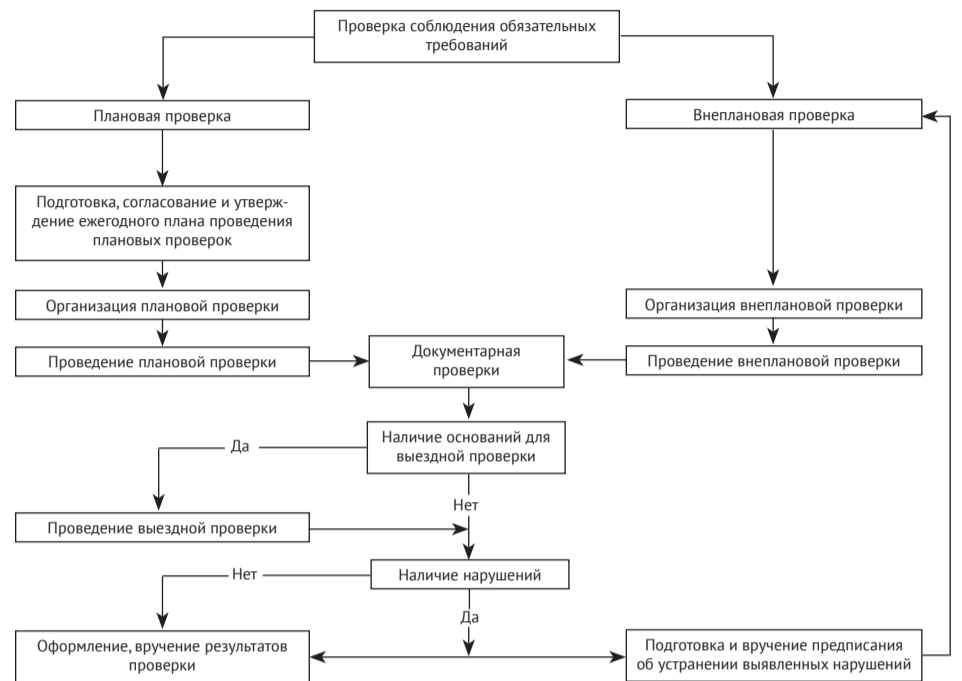 Проверка соблюдения обязательных
требований
Плановая проверка
Внеплановая проверка
Подготовка, согласование и утверж-
дение ежегодного плана проведения
плановых проверок
Организация плановой проверки
Организация внеплановой проверки
Проведение плановой проверки
Документарная
проверки
Проведение внеплановой проверки
Наличие оснований для
выездной проверки
Да
Нет
Проведение выездной проверки
Наличие нарушений
Нет
Да
Оформление, вручение результатов
проверки
Подготовка и вручение предписания
об устранении выявленных нарушений